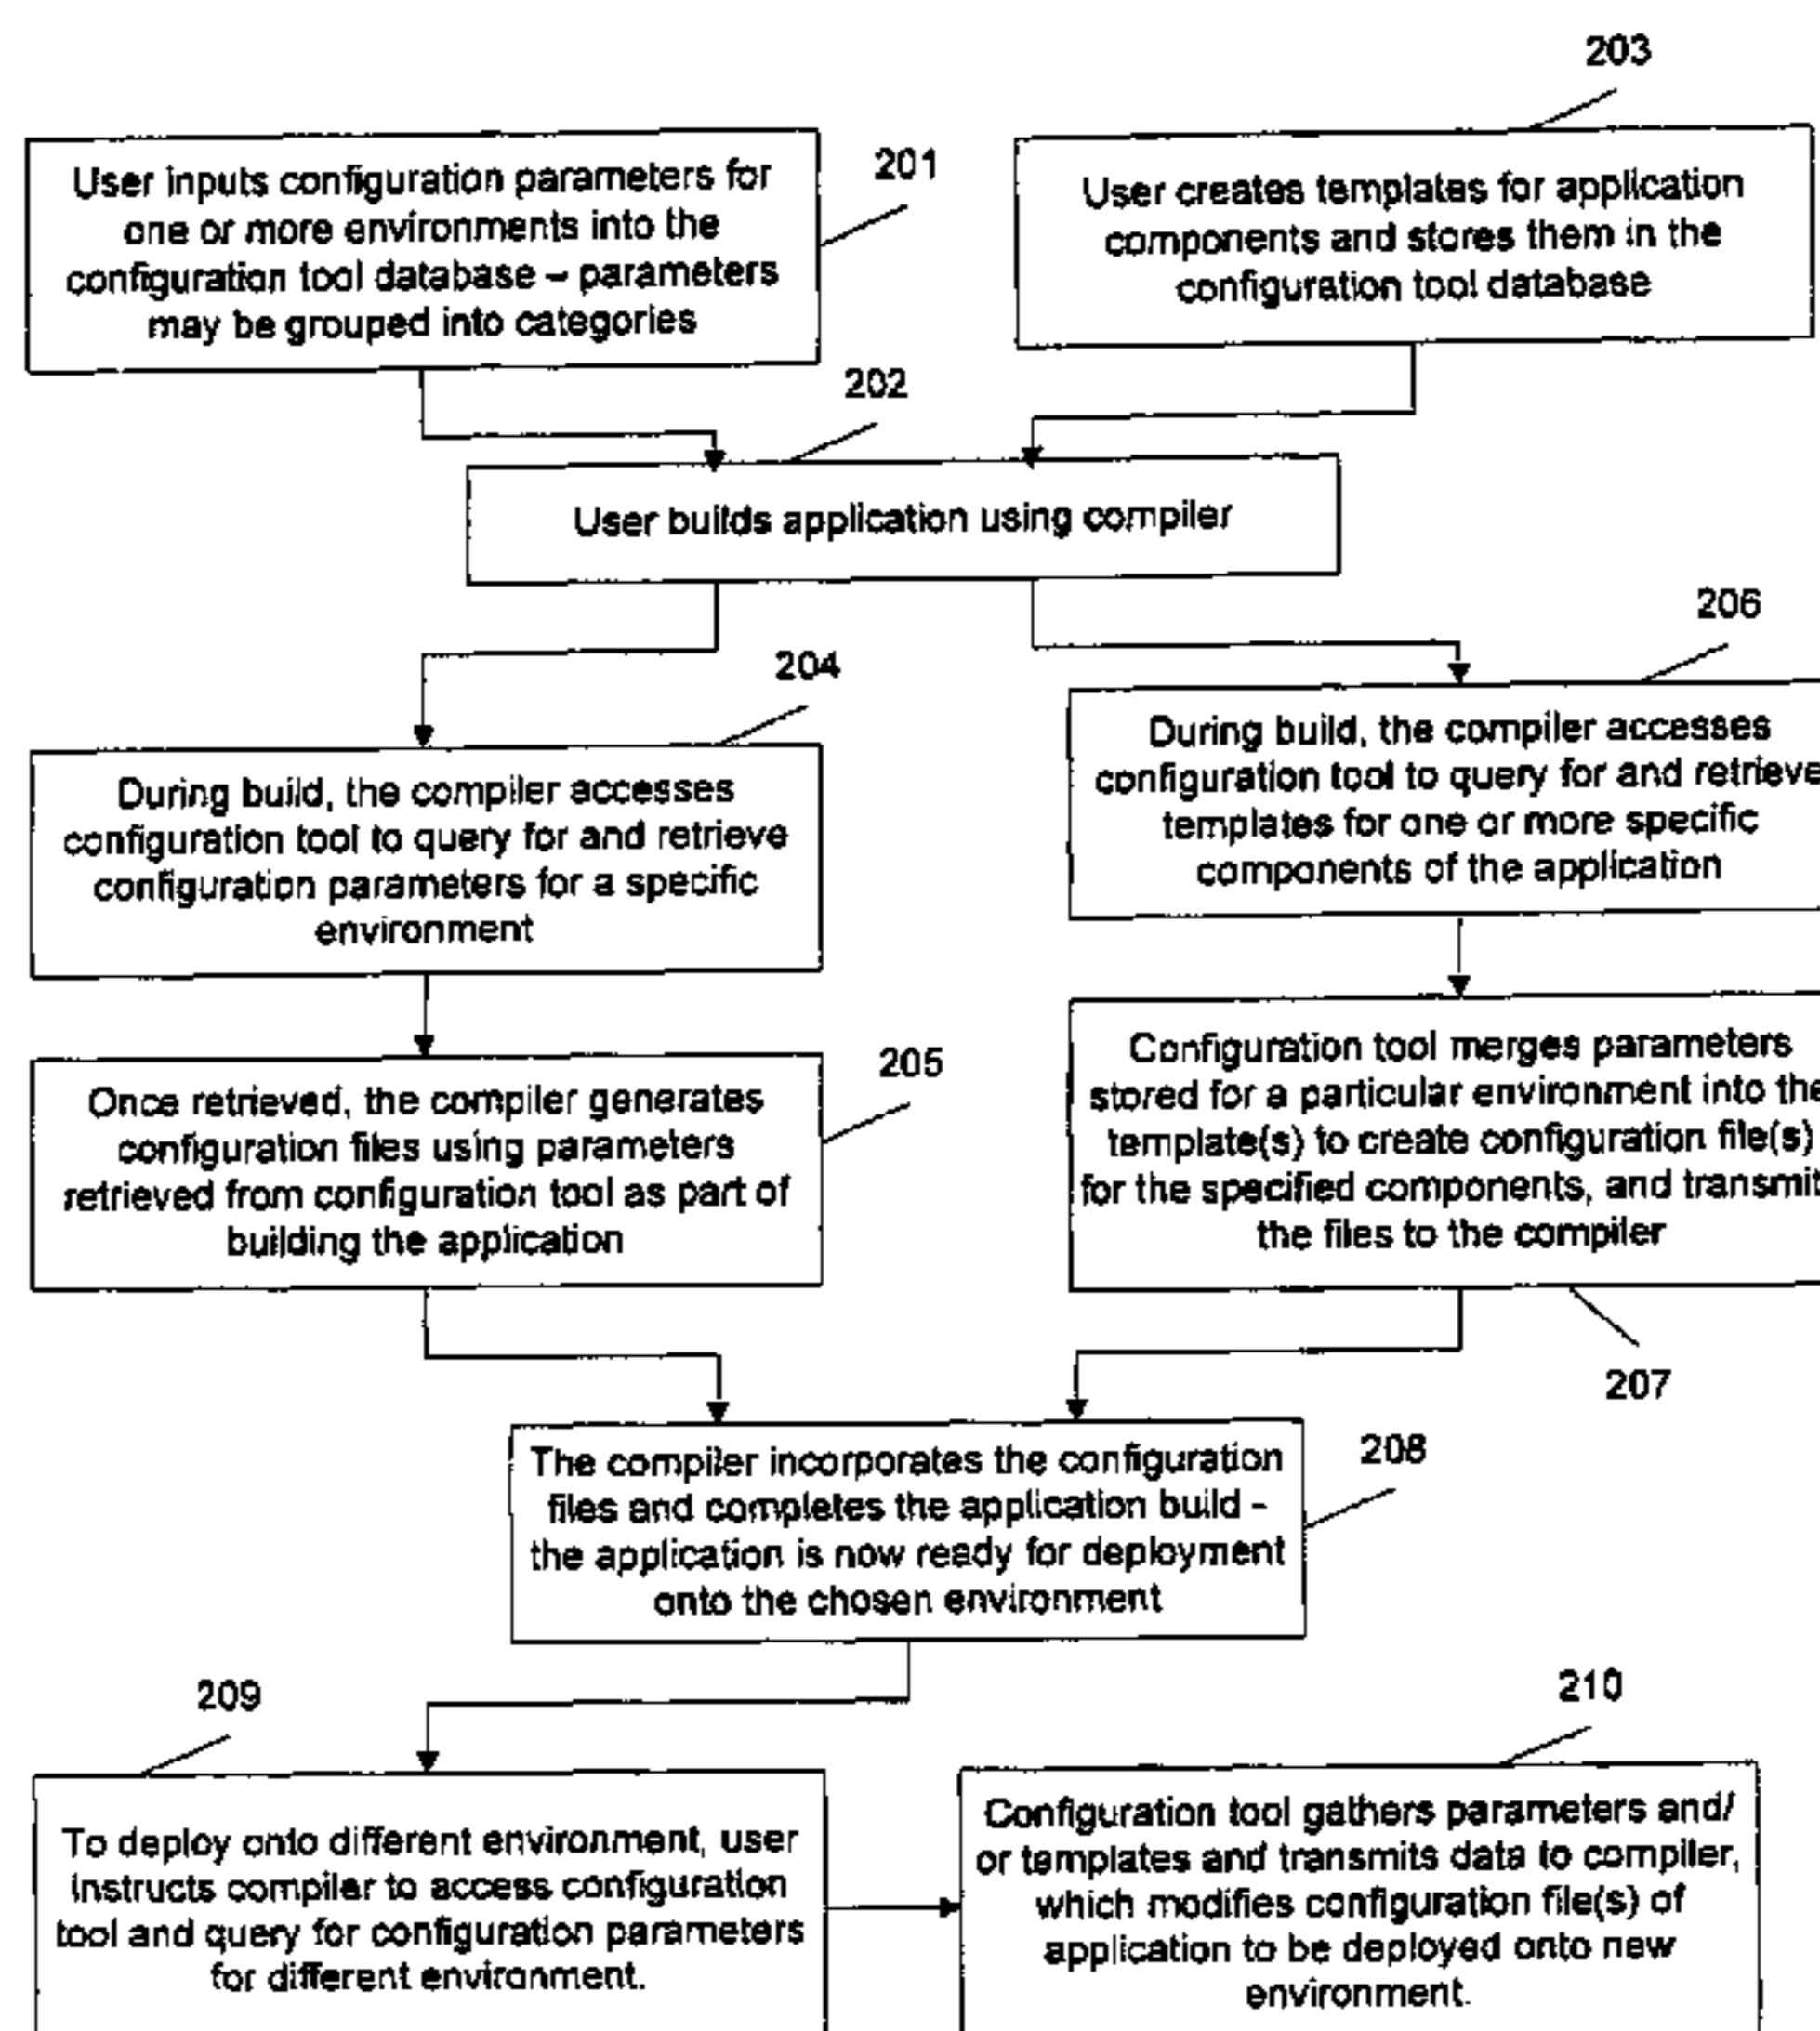 203
201
User inputs configuration parameters for
one or more environments into the
configuration tool database – parameters
may be grouped into categories
User creates templates for application
components and stores them in the
configuration tool database
202
User builds application using compiler
206
204
During build, the compiler accesses
configuration tool to query for and retrieve
configuration parameters for a specific
environment
During build, the compiler accesses
configuration tool to query for and retrieve
templates for one or more specific
components of the application
205
Once retrieved, the compiler generates
configuration files using parameters
retrieved from configuration tool as part of
building the application
Configuration tool merges parameters
stored for a particular environment into the
template(s) to create configuration file(s)
for the specified components, and transmit
the files to the compiler
207
208
The compiler incorporates the configuration
files and completes the application build -
the application is now ready for deployment
onto the chosen environment
209
210
To deploy onto different environment, user
instructs compiler to access configuration
tool and query for configuration parameters
for different environment.
Configuration tool gathers parameters and/
or templates and transmits data to compiler,
which modifies configuration file(s) of
application to be deployed onto new
environment.